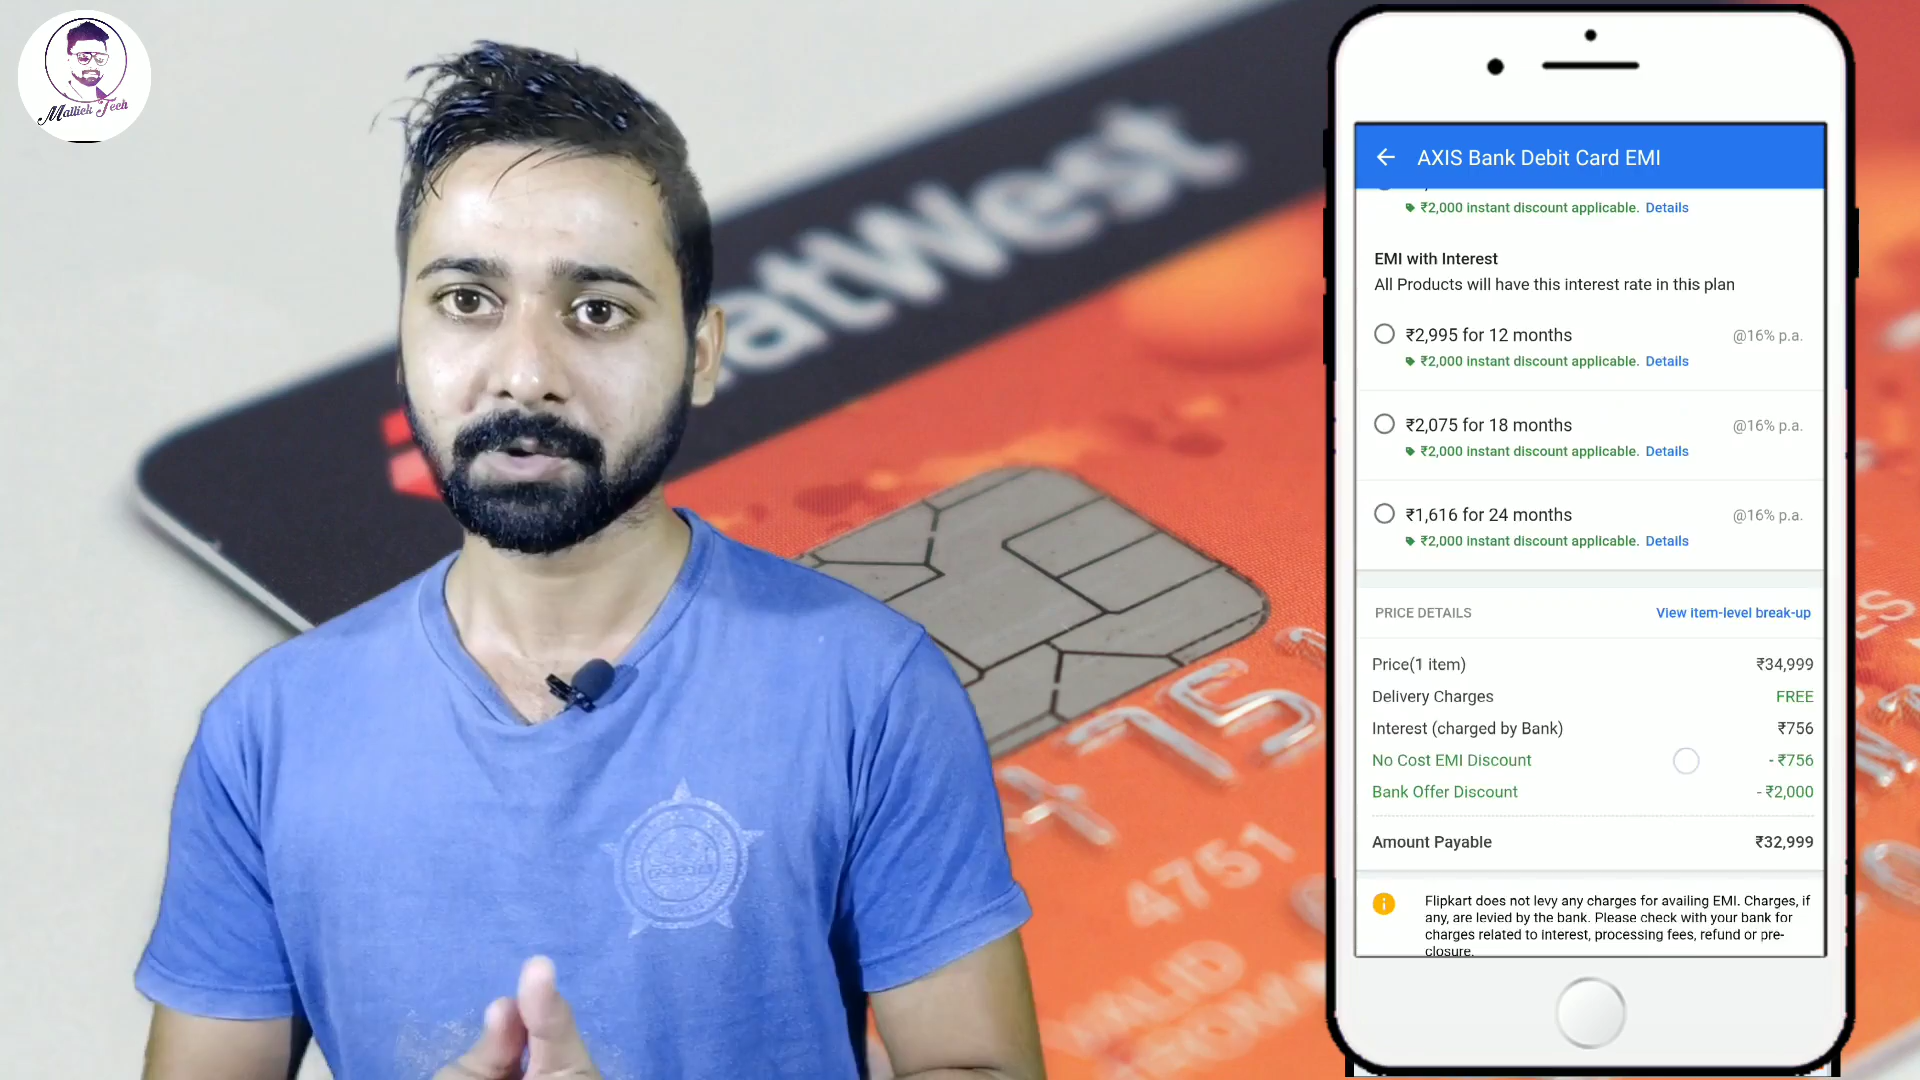 Mallick Tech
NatWest
4751
4751
VALID
FROM
AXIS Bank Debit Card EMI
₹2,000 instant discount applicable. Details
EMI with Interest
All Products will have this interest rate in this plan
₹2,995 for 12 months @16% p.a.
₹2,000 instant discount applicable. Details
₹2,075 for 18 months @16% p.a.
₹2,000 instant discount applicable. Details
₹1,616 for 24 months @16% p.a.
₹2,000 instant discount applicable. Details
PRICE DETAILS View item-level break-up
Price(1 item) ₹34,999
Delivery Charges FREE
Interest (charged by Bank) ₹756
No Cost EMI Discount - ₹756
Bank Offer Discount - ₹2,000
Amount Payable ₹32,999
Flipkart does not levy any charges for availing EMI. Charges, if
any, are levied by the bank. Please check with your bank for
charges related to interest, processing fees, refund or pre-
closure.